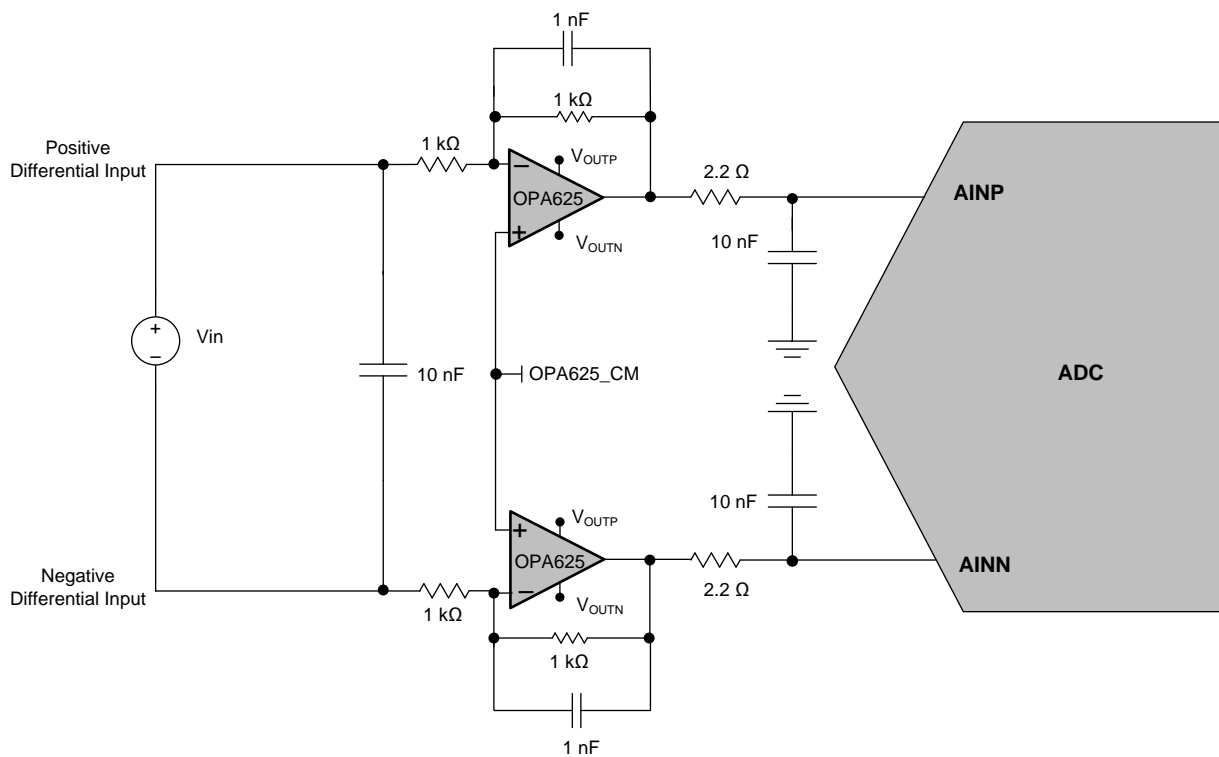 1 nF
1 kΩ
Positive
Differential Input
1 kΩ
V_OUTP
OPA625
V_OUTN
2.2 Ω
AINP
10 nF
Vin
10 nF
OPA625_CM
ADC
10 nF
V_OUTP
OPA625
V_OUTN
AINN
Negative
Differential Input
1 kΩ
2.2 Ω
1 kΩ
1 nF